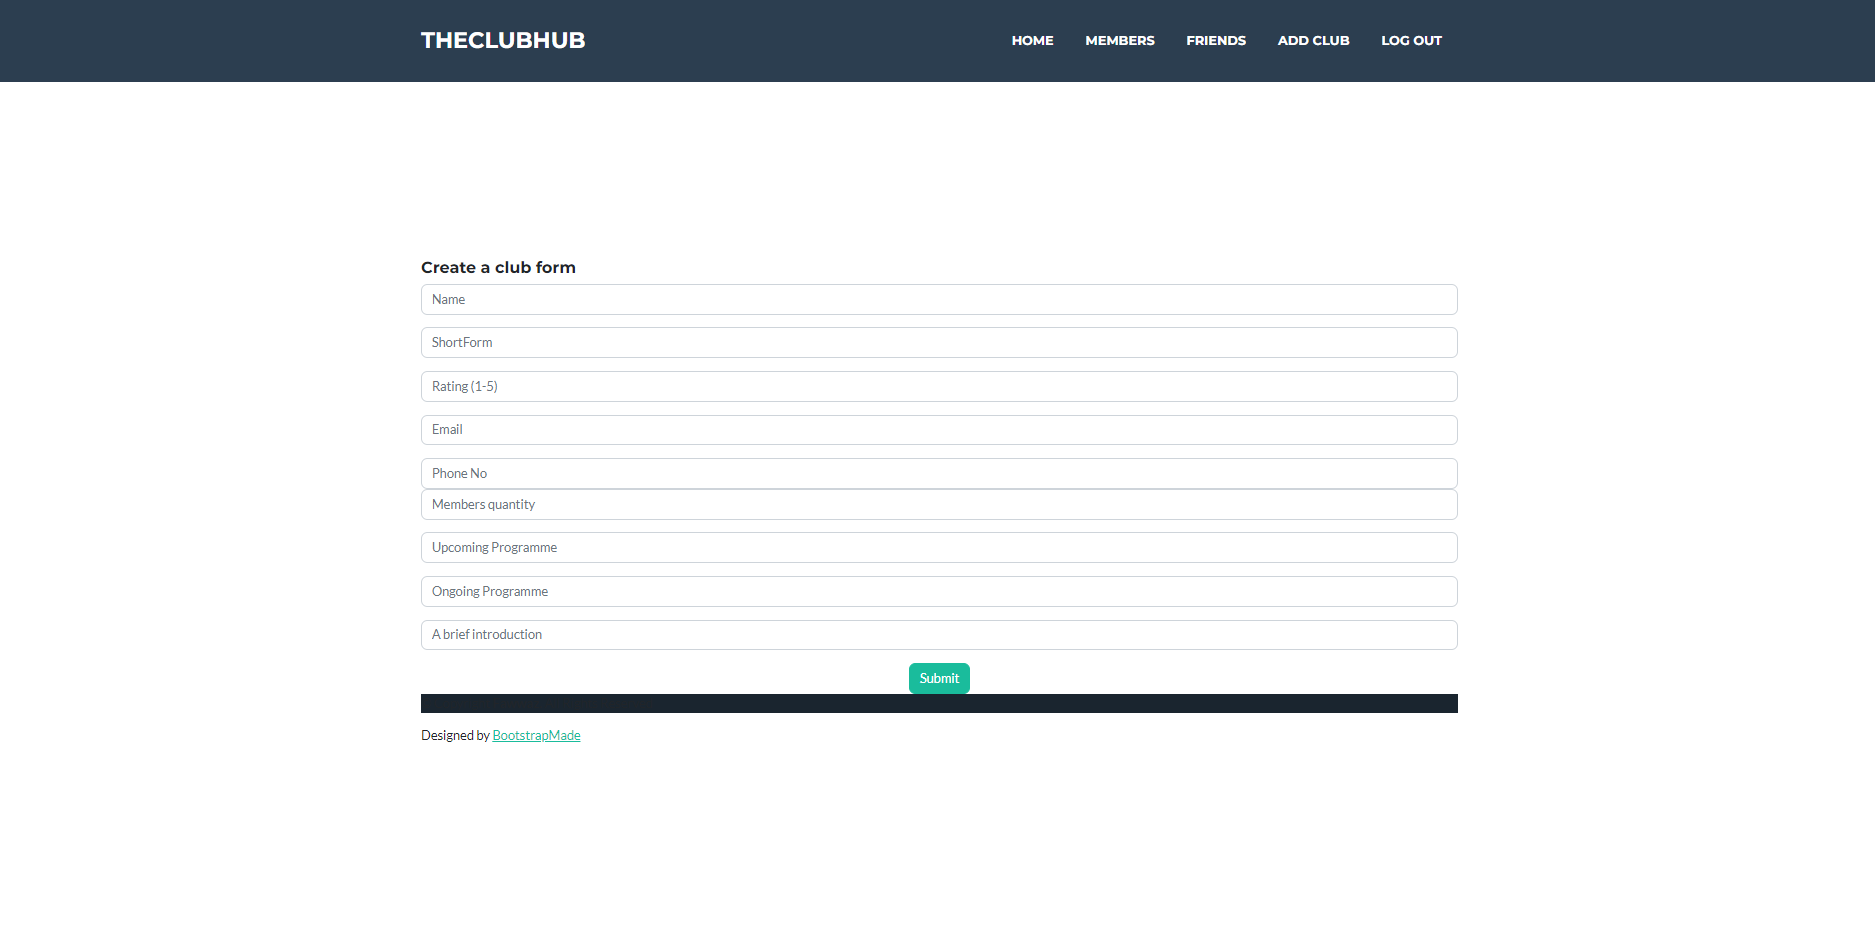 THECLUBHUB
HOME MEMBERS FRIENDS ADD CLUB LOG OUT
Create a club form
Name
ShortForm
Rating (1-5)
Email
Phone No
Members quantity
Upcoming Programme
Ongoing Programme
A brief introduction
Submit
Designed by BootstrapMade